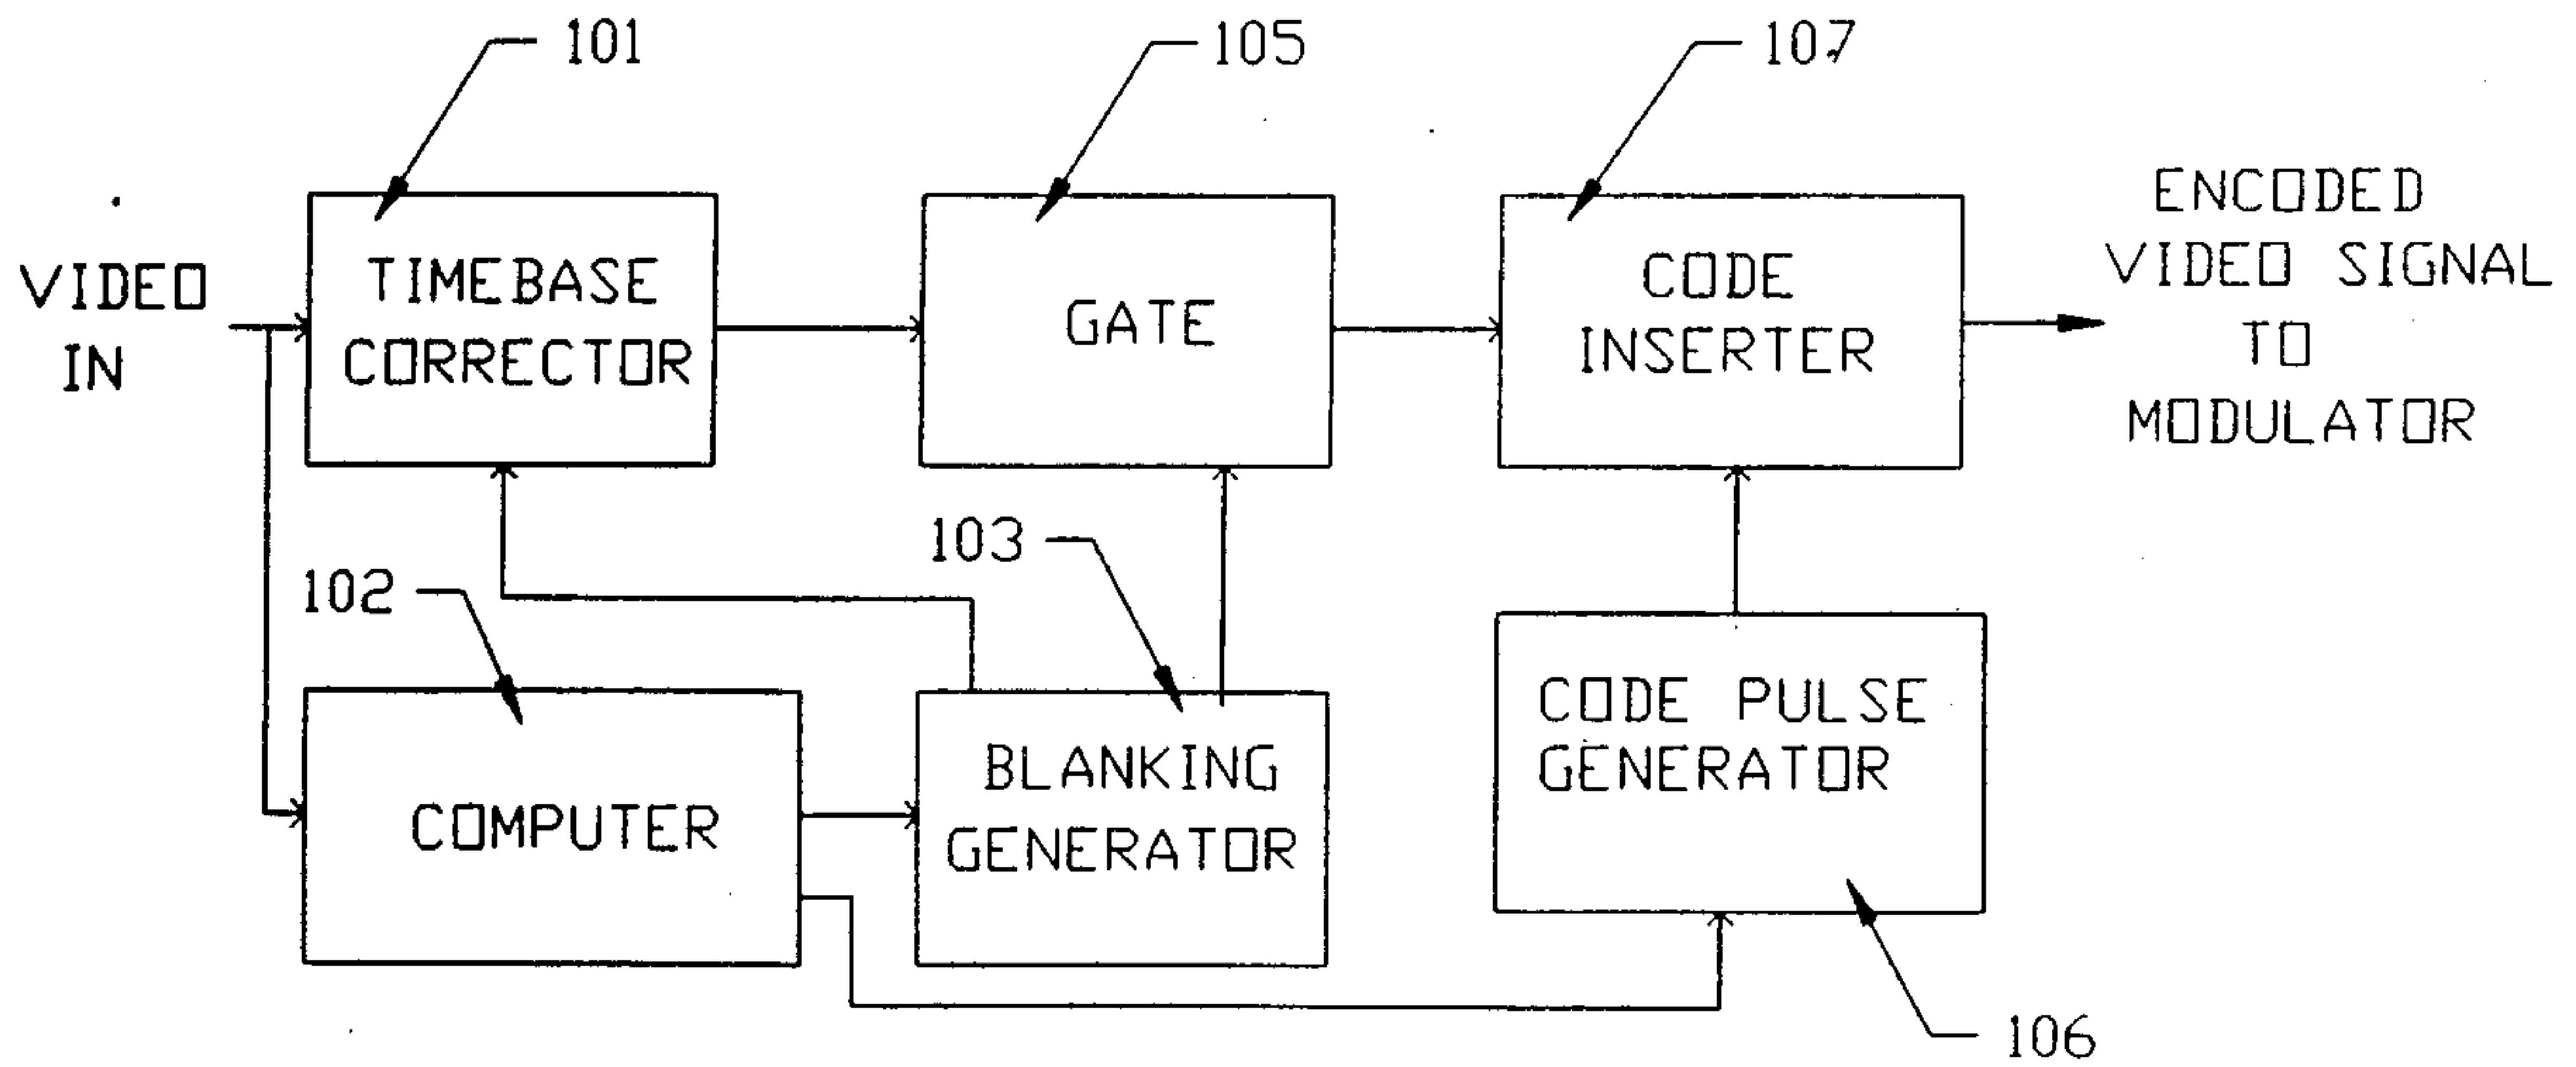 101
105
107
VIDEO
IN
TIMEBASE
CORRECTOR
GATE
CODE
INSERTER
ENCODED
VIDEO SIGNAL
TO
MODULATOR
102
103
COMPUTER
BLANKING
GENERATOR
CODE PULSE
GENERATOR
106